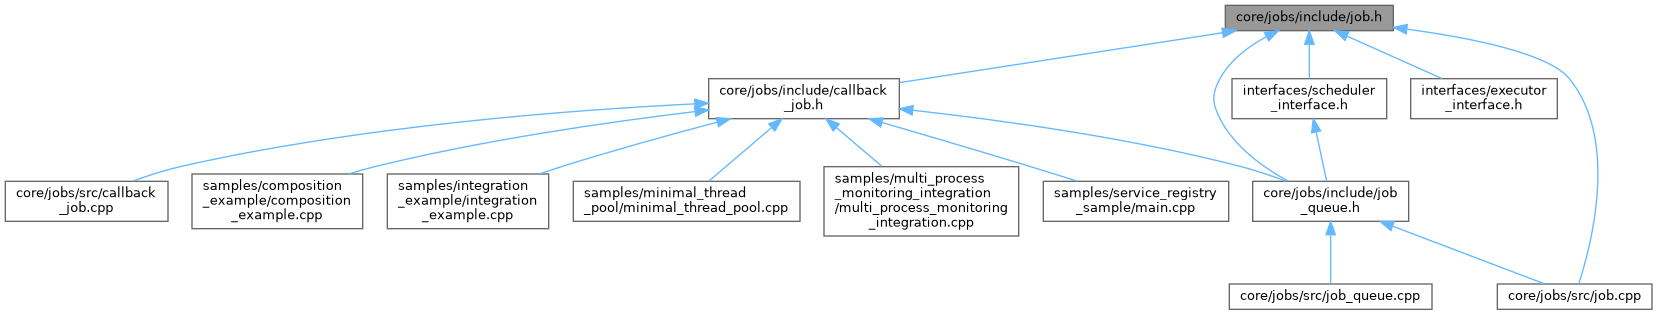 core/jobs/include/job.h
core/jobs/include/callback
_job.h
interfaces/scheduler
_interface.h
interfaces/executor
_interface.h
core/jobs/src/callback
_job.cpp
samples/composition
_example/composition
_example.cpp
samples/integration
_example/integration
_example.cpp
samples/minimal_thread
_pool/minimal_thread_pool.cpp
samples/multi_process
_monitoring_integration
/multi_process_monitoring
_integration.cpp
samples/service_registry
_sample/main.cpp
core/jobs/include/job
_queue.h
core/jobs/src/job_queue.cpp
core/jobs/src/job.cpp